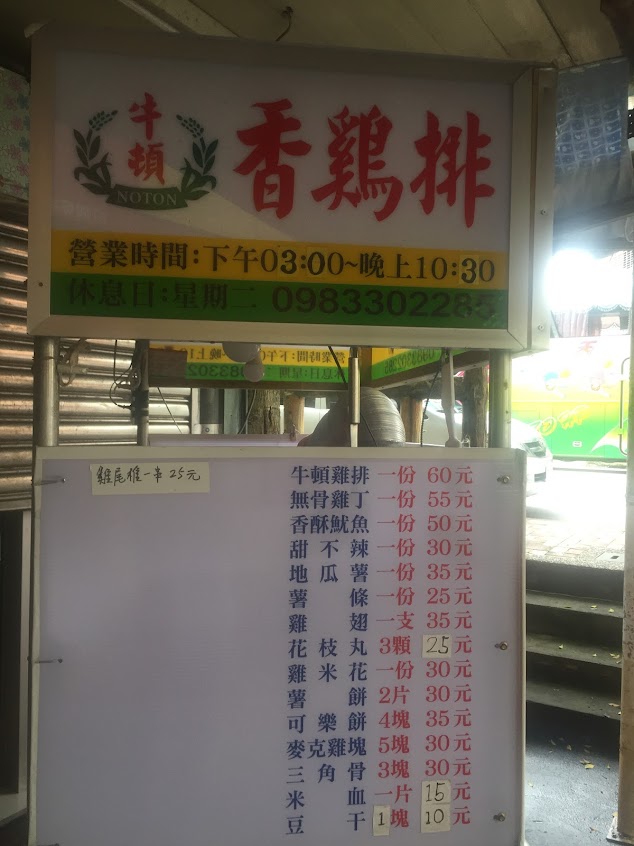 牛頓
NOTON
香鷄排
營業時間:下午03:00~晚上10:30
休息日:星期二 0983302285
雞尾椎一串 25元
牛頓雞排 一份 60元
無骨雞丁 一份 55元
香酥魷魚 一份 50元
甜不辣 一份 30元
地瓜薯 一份 35元
薯條 一份 25元
雞翅 一支 35元
花枝丸 3顆 25元
雞米花 一份 30元
薯餅 2片 30元
可樂餅 4塊 35元
麥克雞塊 5塊 30元
三角骨 3塊 30元
米血 一片 15元
豆干 1塊 10元